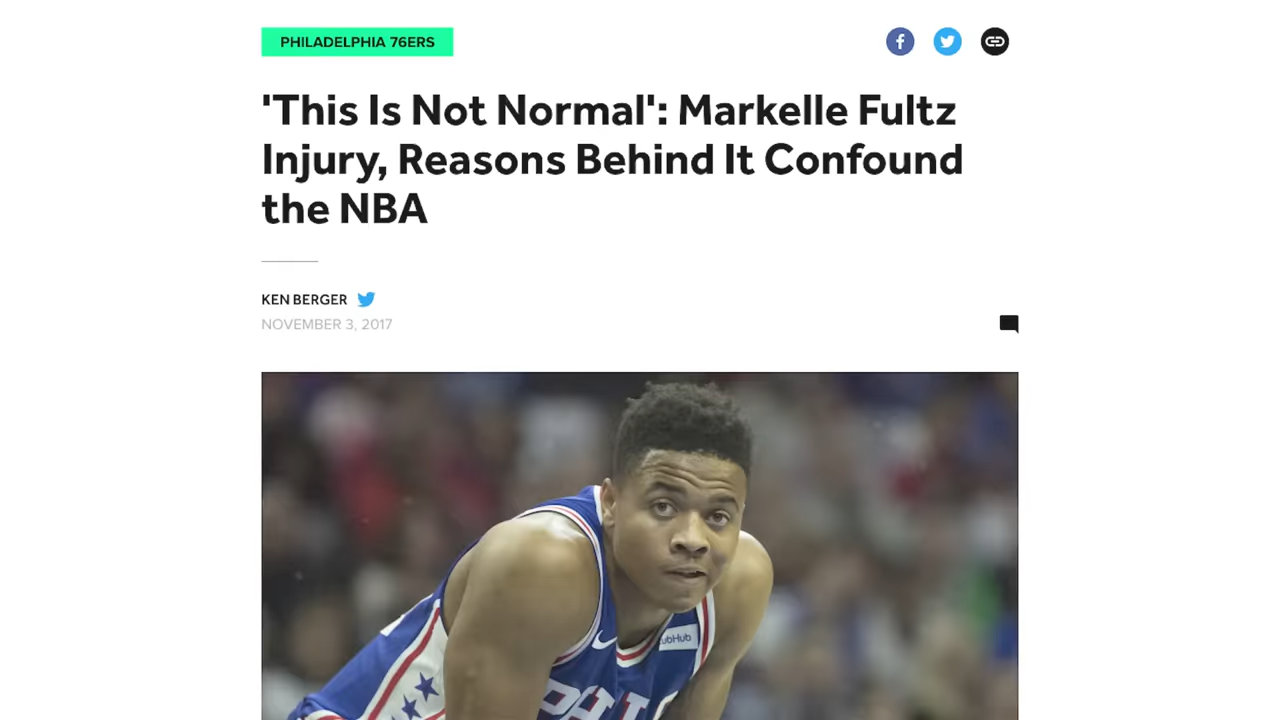 PHILADELPHIA 76ERS
'This Is Not Normal': Markelle Fultz
Injury, Reasons Behind It Confound
the NBA
KEN BERGER
NOVEMBER 3, 2017